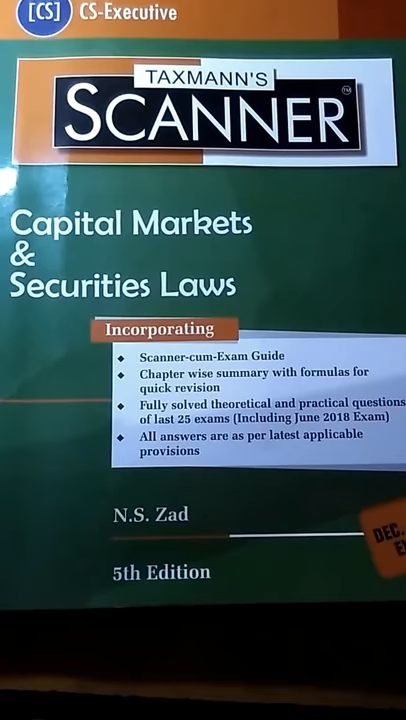 [CS] CS-Executive
TAXMANN'S
SCANNER™
Capital Markets
&
Securities Laws
Incorporating
◆ Scanner-cum-Exam Guide
◆ Chapter wise summary with formulas for
quick revision
◆ Fully solved theoretical and practical questions
of last 25 exams (Including June 2018 Exam)
◆ All answers are as per latest applicable
provisions
N.S. Zad
DEC.
5th Edition